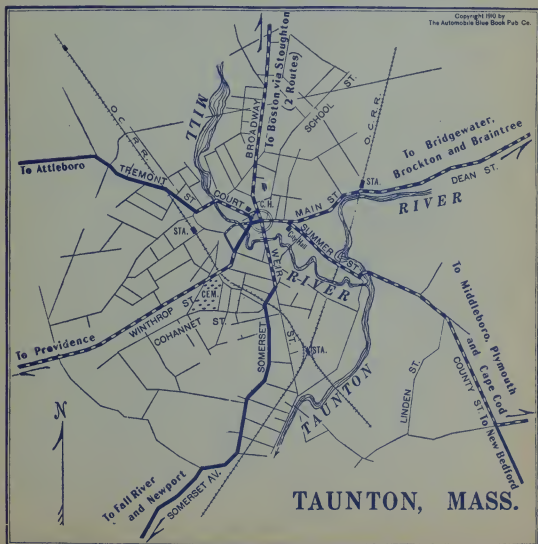 Copyright 1910 by
The Automobile Blue Book Pub Co.
To Boston via Stoughton
(2 Routes)
BROADWAY
SCHOOL ST.
MILL
RIVER
O.C.R.R.
O.C.R.R.
To Bridgewater,
Brockton and Braintree
DEAN ST.
STA.
RIVER
To Attleboro
TREMONT
ST
COURT
C.H.
MAIN ST.
SUMMER
ST.
City Hall
STA.
WEIR
ST.
CEM.
WINTHROP ST.
COHANNET ST.
To Providence
SOMERSET
STA.
TAUNTON
LINDEN ST.
To Middleboro, Plymouth
and Cape Cod
COUNTY ST.
To New Bedford
N
To Fall River
and Newport
SOMERSET AV.
TAUNTON, MASS.